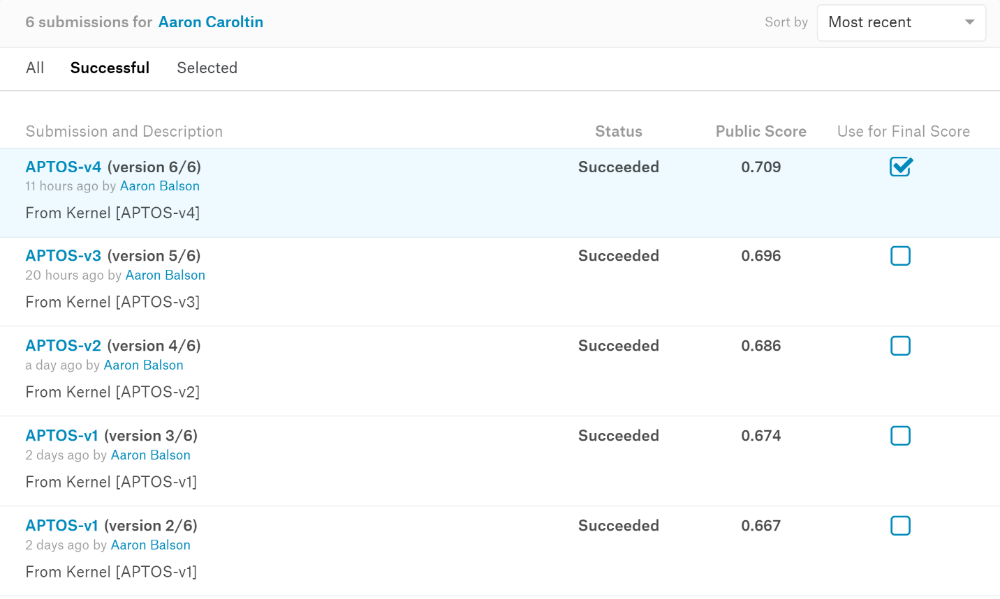 6 submissions for Aaron Caroltin
Sort by Most recent
All Successful Selected
Submission and Description Status Public Score Use for Final Score
APTOS-v4 (version 6/6) Succeeded 0.709
11 hours ago by Aaron Balson
From Kernel [APTOS-v4]
APTOS-v3 (version 5/6) Succeeded 0.696
20 hours ago by Aaron Balson
From Kernel [APTOS-v3]
APTOS-v2 (version 4/6) Succeeded 0.686
a day ago by Aaron Balson
From Kernel [APTOS-v2]
APTOS-v1 (version 3/6) Succeeded 0.674
2 days ago by Aaron Balson
From Kernel [APTOS-v1]
APTOS-v1 (version 2/6) Succeeded 0.667
2 days ago by Aaron Balson
From Kernel [APTOS-v1]